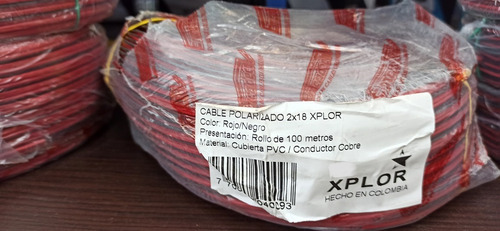 CABLE POLARIZADO 2x18 XPLOR
Color: Rojo/Negro
Presentación: Rollo de 100 metros
Material: Cubierta PVC / Conductor Cobre
XPLOR
HECHO EN COLOMBIA